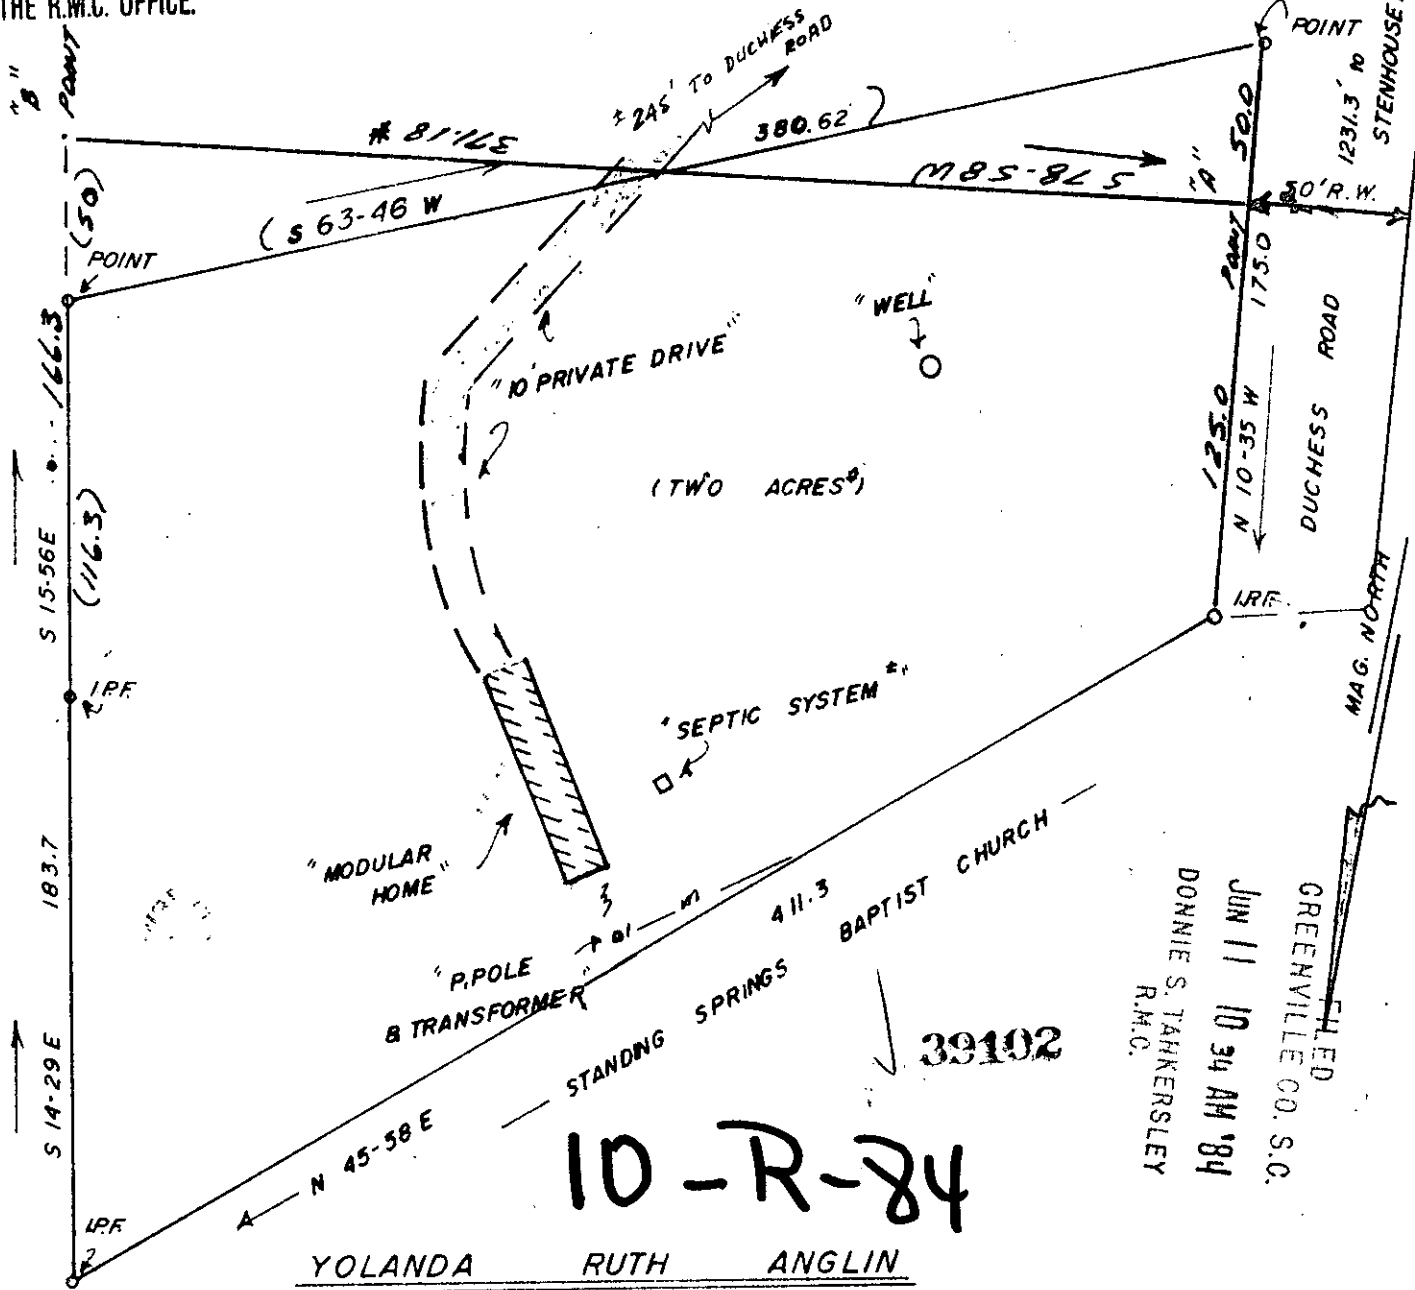 THE R.M.C. OFFICE.
"B"
POINT
POINT
1231.3' to
STENHOUSE
± 245' TO DUCHESS
ROAD
371.18
380.62
S 78-58 W
"A"
POINT
50.0
50' R.W.
(50)
POINT
(S 63-46 W
166.3
(116.3)
S 15-56E
"WELL"
175.0
125.0
N 10-35 W
DUCHESS ROAD
"10' PRIVATE DRIVE"
(TWO ACRES±)
I.P.F.
I.P.F.
MAG. NORTH
"SEPTIC SYSTEM±"
"MODULAR
HOME"
183.7
S 14-29 E
"P. POLE
& TRANSFORMER"
411.3
STANDING SPRINGS BAPTIST CHURCH
N 45-58 E
I.P.F.
39102
FILED
GREENVILLE CO. S.C.
JUN 11 10 34 AM '84
DONNIE S. TANKERSLEY
R.M.C.
10-R-84
YOLANDA RUTH ANGLIN